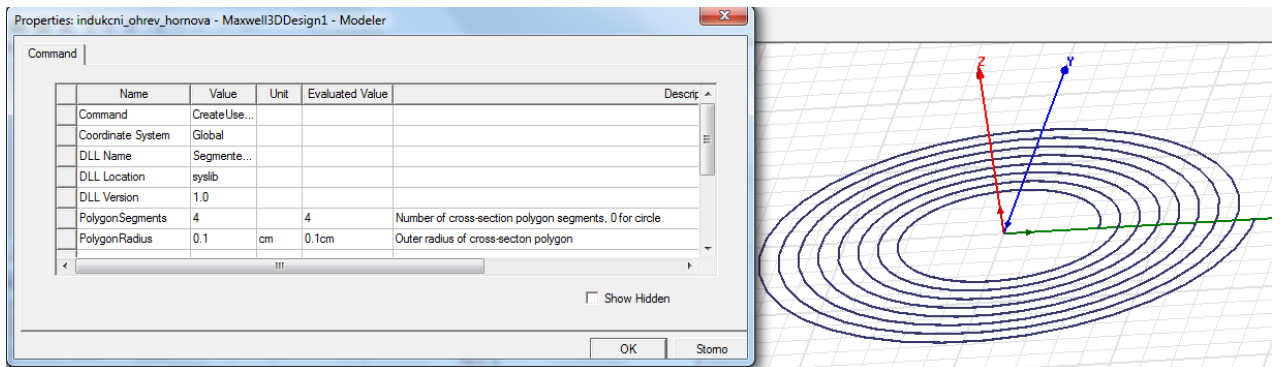 Properties: indukcni_ohrev_hornova - Maxwell3DDesign1 - Modeler
Command
Name Value Unit Evaluated Value Descrip
Command CreateUse...
Coordinate System Global
DLL Name Segmente...
DLL Location syslib
DLL Version 1.0
PolygonSegments 4 4 Number of cross-section polygon segments, 0 for circle
PolygonRadius 0.1 cm 0.1cm Outer radius of cross-secton polygon
Show Hidden
OK Storno
Z Y